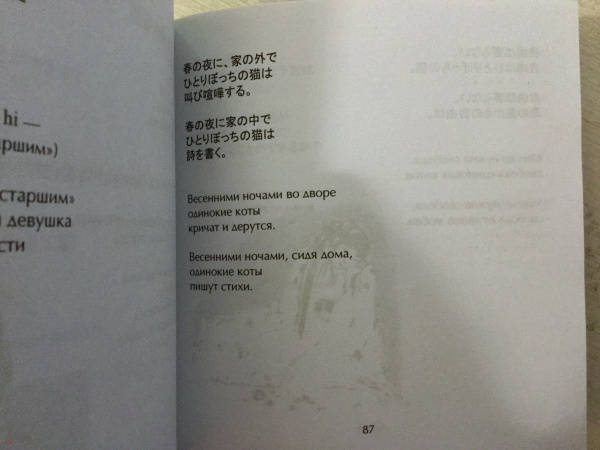 hi —
аршим»)
старшим»
и девушка
сти
春の夜に、家の外で
ひとりぼっちの猫は
叫び喧嘩する。
春の夜に家の中で
ひとりぼっちの猫は
詩を書く。
Весенними ночами во дворе
одинокие коты
кричат и дерутся.
Весенними ночами, сидя дома,
одинокие коты
пишут стихи.
87